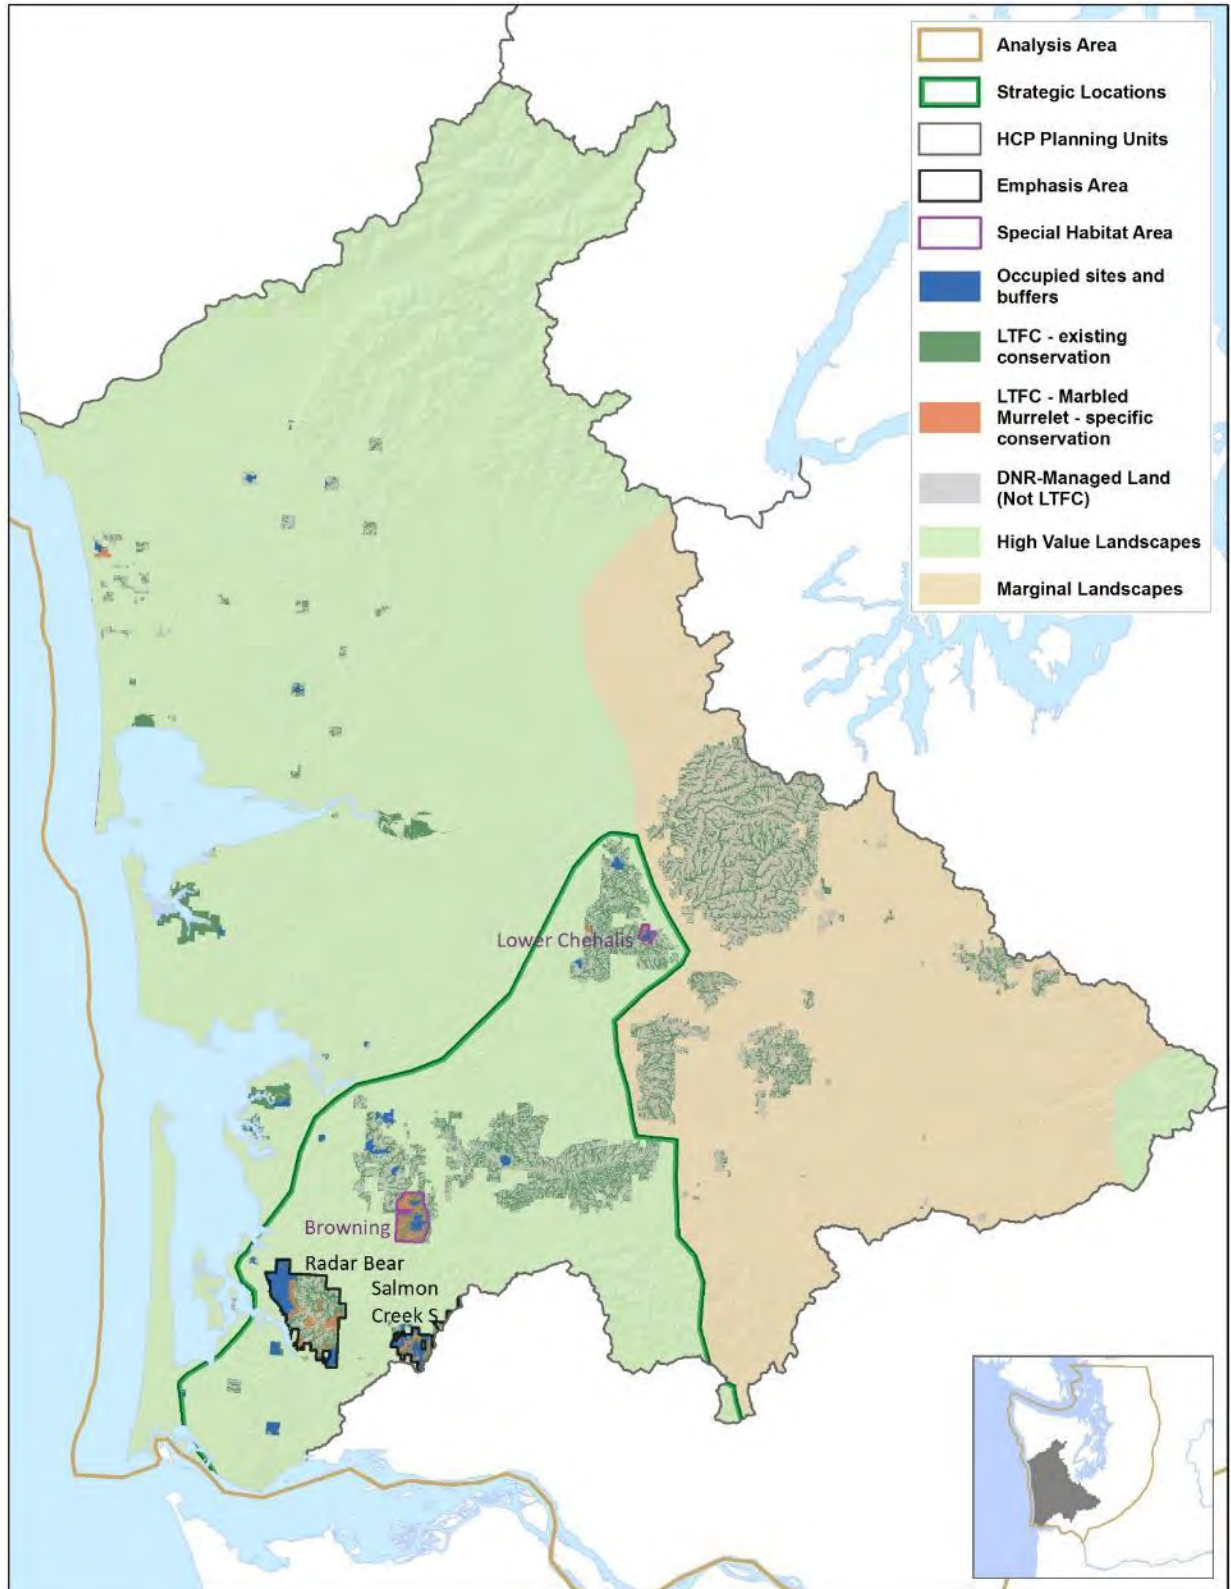 Analysis Area
Strategic Locations
HCP Planning Units
Emphasis Area
Special Habitat Area
Occupied sites and
buffers
LTFC - existing
conservation
LTFC - Marbled
Murrelet - specific
conservation
DNR-Managed Land
(Not LTFC)
High Value Landscapes
Marginal Landscapes
Lower Chehalis
Browning
Radar Bear
Salmon
Creek S